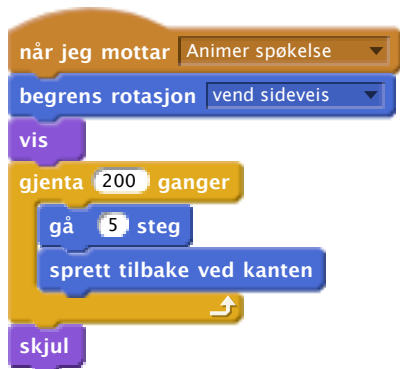 når jeg mottar Animer spøkelse
begrens rotasjon vend sideveis
vis
gjenta 200 ganger
gå 5 steg
sprett tilbake ved kanten
skjul